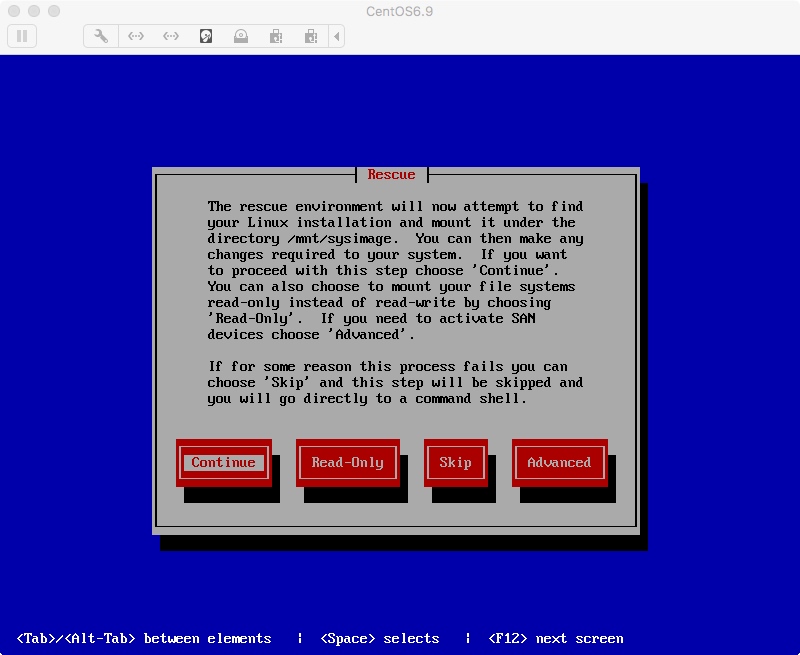 CentOS6.9
Rescue
The rescue environment will now attempt to find
your Linux installation and mount it under the
directory /mnt/sysimage.  You can then make any
changes required to your system.  If you want
to proceed with this step choose 'Continue'.
You can also choose to mount your file systems
read-only instead of read-write by choosing
'Read-Only'.  If you need to activate SAN
devices choose 'Advanced'.
If for some reason this process fails you can
choose 'Skip' and this step will be skipped and
you will go directly to a command shell.
Continue Read-Only Skip Advanced
<Tab>/<Alt-Tab> between elements   |  <Space> selects   |  <F12> next screen